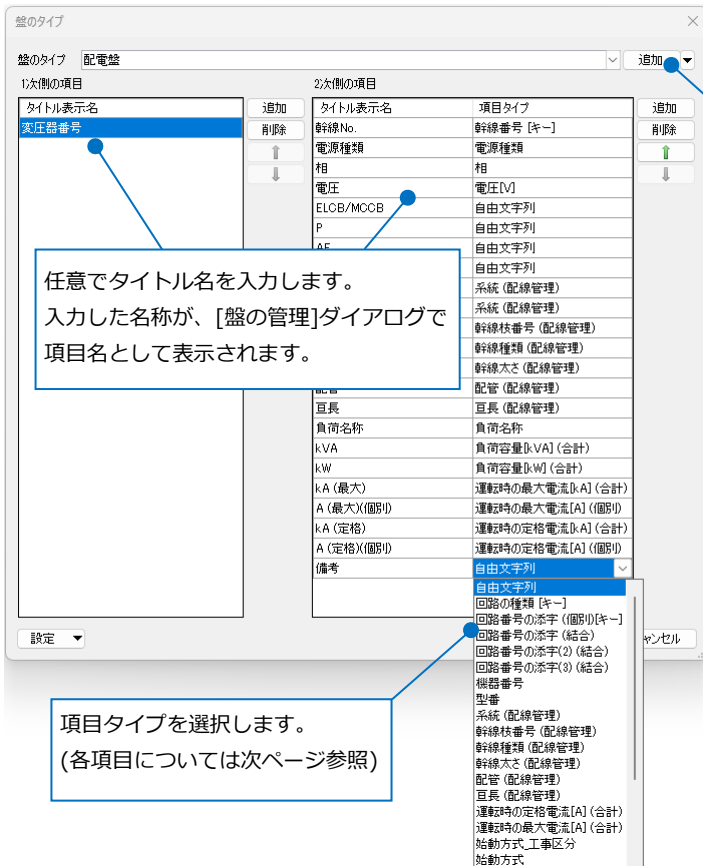 盤のタイプ
盤のタイプ 配電盤 追加
1次側の項目 2次側の項目
タイトル表示名 追加 タイトル表示名 項目タイプ 追加
変圧器番号 削除 幹線No. 幹線番号 [キー] 削除
電源種類 電源種類
相 相
電圧 電圧[V]
ELCB/MCCB 自由文字列
P 自由文字列
AF 自由文字列
自由文字列
系統 (配線管理)
系統 (配線管理)
幹線枝番号 (配線管理)
幹線種類 (配線管理)
幹線太さ (配線管理)
配管 配管 (配線管理)
亘長 亘長 (配線管理)
負荷名称 負荷名称
kVA 負荷容量[kVA] (合計)
kW 負荷容量[kW] (合計)
kA (最大) 運転時の最大電流[kA] (合計)
A (最大)(個別) 運転時の最大電流[A] (個別)
kA (定格) 運転時の定格電流[kA] (合計)
A (定格)(個別) 運転時の定格電流[A] (個別)
備考 自由文字列
任意でタイトル名を入力します。
入力した名称が、[盤の管理]ダイアログで
項目名として表示されます。
自由文字列
回路の種類 [キー]
回路番号の添字 (個別)[キー]
回路番号の添字 (結合)
回路番号の添字(2) (結合)
回路番号の添字(3) (結合)
機器番号
型番
系統 (配線管理)
幹線枝番号 (配線管理)
幹線種類 (配線管理)
幹線太さ (配線管理)
配管 (配線管理)
亘長 (配線管理)
運転時の定格電流[A] (合計)
運転時の最大電流[A] (合計)
始動方式_工事区分
始動方式
設定 ャンセル
項目タイプを選択します。
(各項目については次ページ参照)